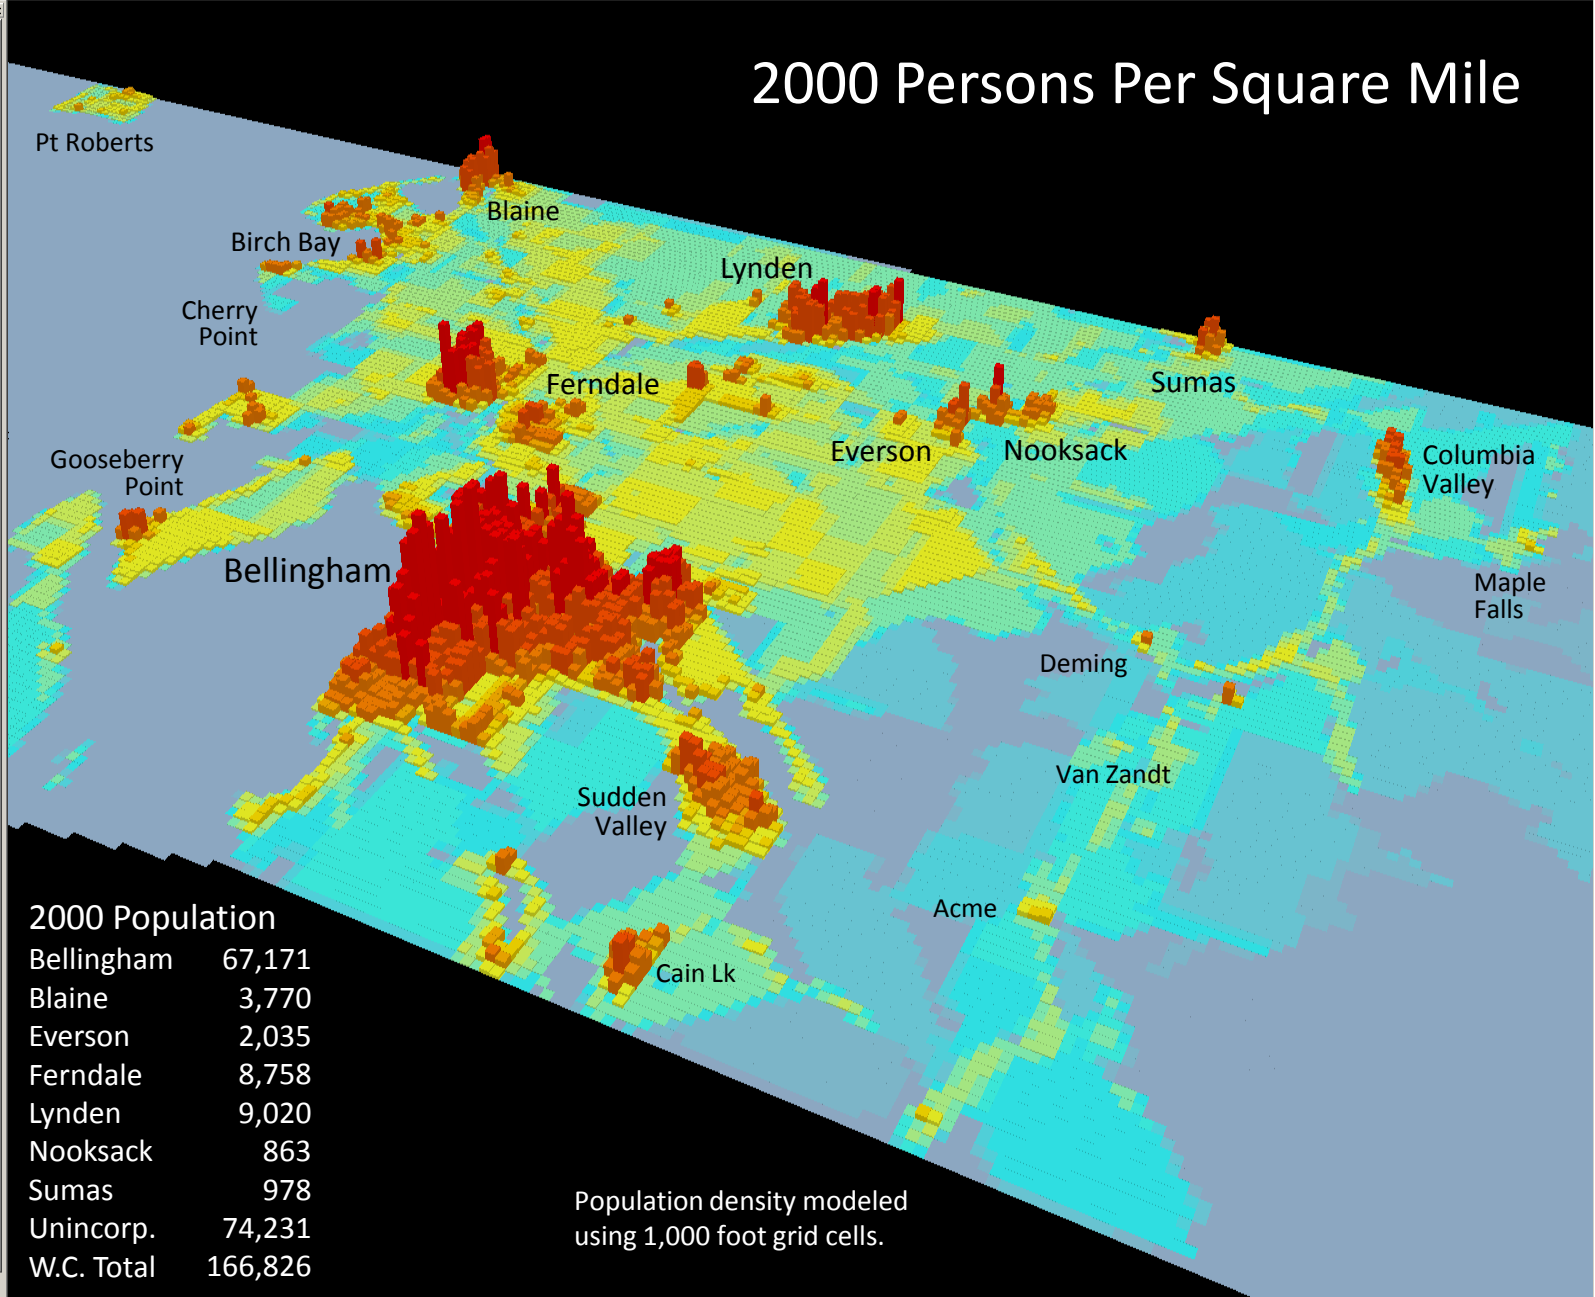 2000 Persons Per Square Mile
Pt Roberts
Blaine
Birch Bay
Lynden
Cherry
Point
Ferndale
Sumas
Everson
Nooksack
Columbia
Valley
Gooseberry
Point
Bellingham
Maple
Falls
Deming
Van Zandt
Sudden
Valley
Acme
Cain Lk
2000 Population
Bellingham 67,171
Blaine 3,770
Everson 2,035
Ferndale 8,758
Lynden 9,020
Nooksack 863
Sumas 978
Unincorp. 74,231
W.C. Total 166,826
Population density modeled
using 1,000 foot grid cells.